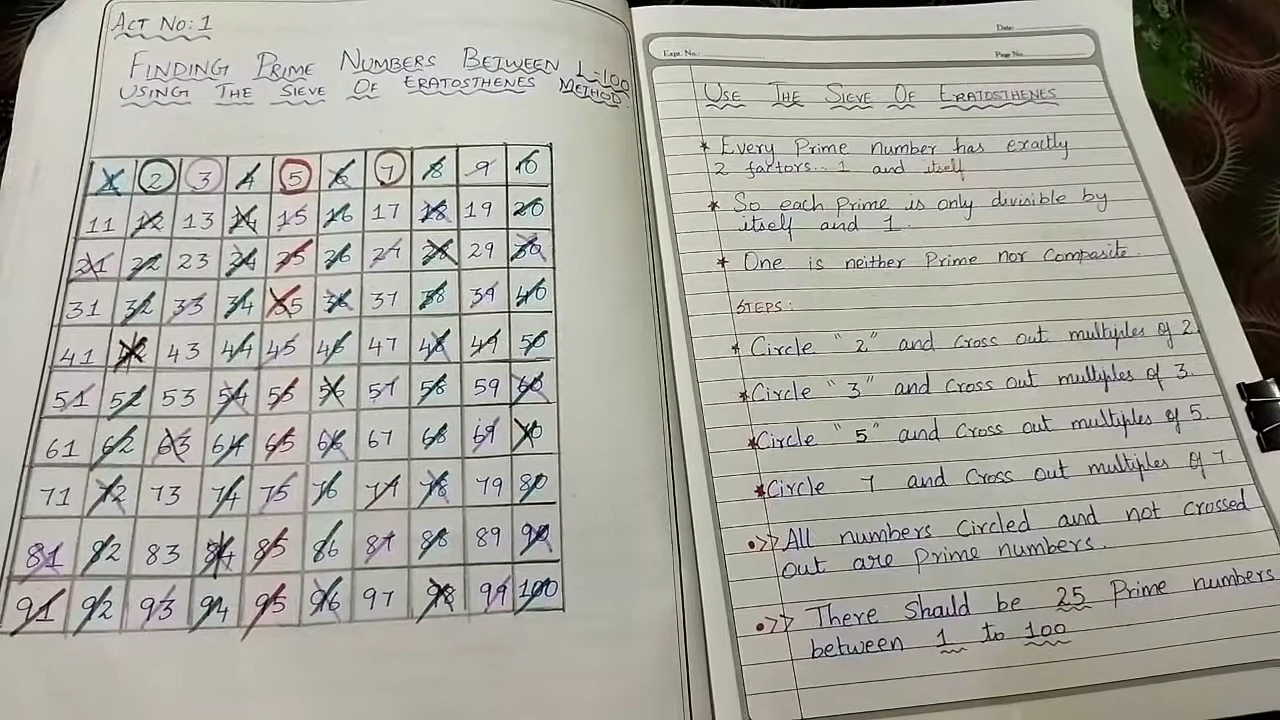 ACT NO: 1
FINDING PRIME NUMBERS BETWEEN 1-100
USING THE SIEVE OF ERATOSTHENES METHOD.
1 2 3 4 5 6 7 8 9 10
11 12 13 14 15 16 17 18 19 20
21 22 23 24 25 26 27 28 29 30
31 32 33 34 35 36 37 38 39 40
41 42 43 44 45 46 47 48 49 50
51 52 53 54 55 56 57 58 59 60
61 62 63 64 65 66 67 68 69 70
71 72 73 74 75 76 77 78 79 80
81 82 83 84 85 86 87 88 89 90
91 92 93 94 95 96 97 98 99 100
Date:
Expt. No.:
Page No.
USE THE SIEVE OF ERATOSTHENES
* Every Prime number has exactly
2 factors... 1 and itself
* So each Prime is only divisible by
itself and 1.
* One is neither Prime nor Composite.
STEPS:
* Circle "2" and Cross out multiples of 2.
* Circle "3" and Cross out multiples of 3.
* Circle "5" and Cross out multiples of 5.
* Circle 7 and Cross out multiples of 7.
•>> All numbers Circled and not crossed
out are Prime numbers.
•>> There should be 25 Prime numbers
between 1 to 100